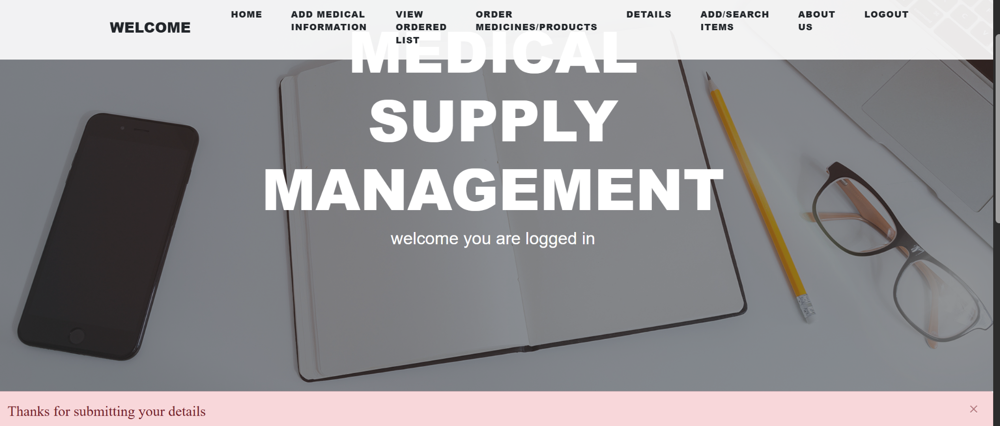 WELCOME
HOME
ADD MEDICAL
INFORMATION
VIEW
ORDERED
LIST
ORDER
MEDICINES/PRODUCTS
DETAILS
ADD/SEARCH
ITEMS
ABOUT
US
LOGOUT
MEDICAL
SUPPLY
MANAGEMENT
welcome you are logged in
Thanks for submitting your details
×